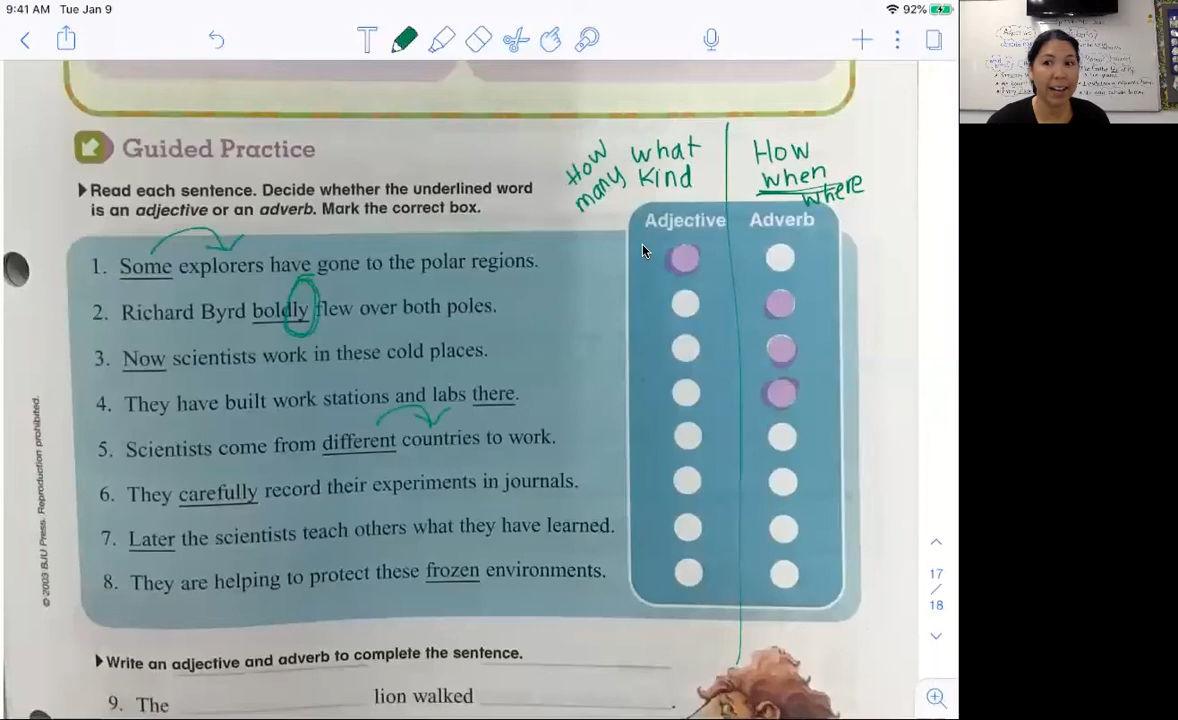 9:41 AM Tue Jan 9
92%
Guided Practice
How many
what Kind
How
when
where
Read each sentence. Decide whether the underlined word
is an adjective or an adverb. Mark the correct box.
Adjective Adverb
1. Some explorers have gone to the polar regions.
2. Richard Byrd boldly flew over both poles.
3. Now scientists work in these cold places.
4. They have built work stations and labs there.
5. Scientists come from different countries to work.
6. They carefully record their experiments in journals.
7. Later the scientists teach others what they have learned.
8. They are helping to protect these frozen environments.
© 2003 BJU Press. Reproduction prohibited.
17
/
18
Write an adjective and adverb to complete the sentence.
9. The lion walked .